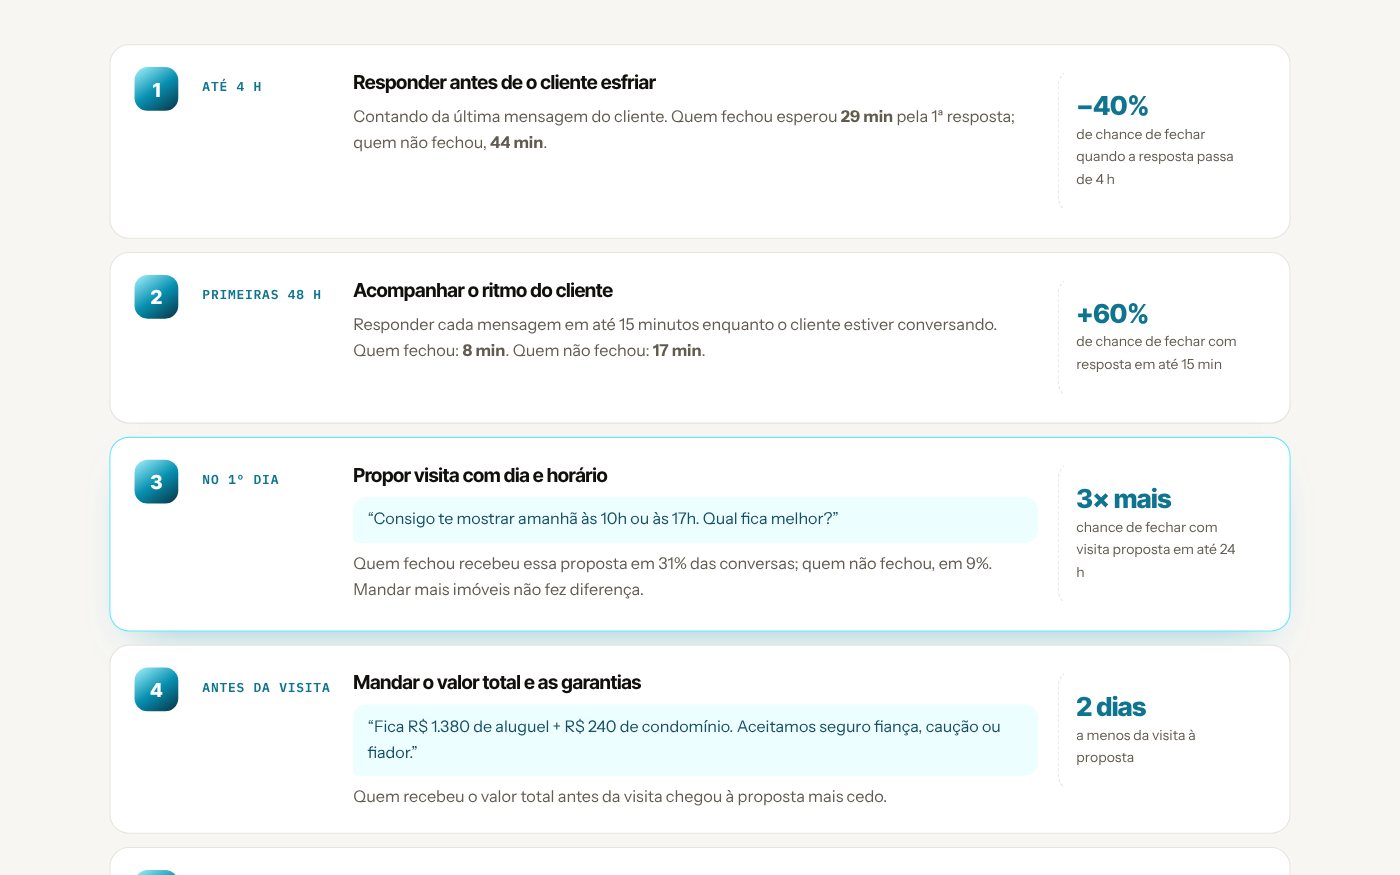 1
ATÉ 4 H
Responder antes de o cliente esfriar
Contando da última mensagem do cliente. Quem fechou esperou 29 min pela 1ª resposta;
quem não fechou, 44 min.
–40%
de chance de fechar
quando a resposta passa
de 4 h
2
PRIMEIRAS 48 H
Acompanhar o ritmo do cliente
Responder cada mensagem em até 15 minutos enquanto o cliente estiver conversando.
Quem fechou: 8 min. Quem não fechou: 17 min.
+60%
de chance de fechar com
resposta em até 15 min
3
NO 1º DIA
Propor visita com dia e horário
“Consigo te mostrar amanhã às 10h ou às 17h. Qual fica melhor?”
Quem fechou recebeu essa proposta em 31% das conversas; quem não fechou, em 9%.
Mandar mais imóveis não fez diferença.
3× mais
chance de fechar com
visita proposta em até 24
h
4
ANTES DA VISITA
Mandar o valor total e as garantias
“Fica R$ 1.380 de aluguel + R$ 240 de condomínio. Aceitamos seguro fiança, caução ou
fiador.”
Quem recebeu o valor total antes da visita chegou à proposta mais cedo.
2 dias
a menos da visita à
proposta